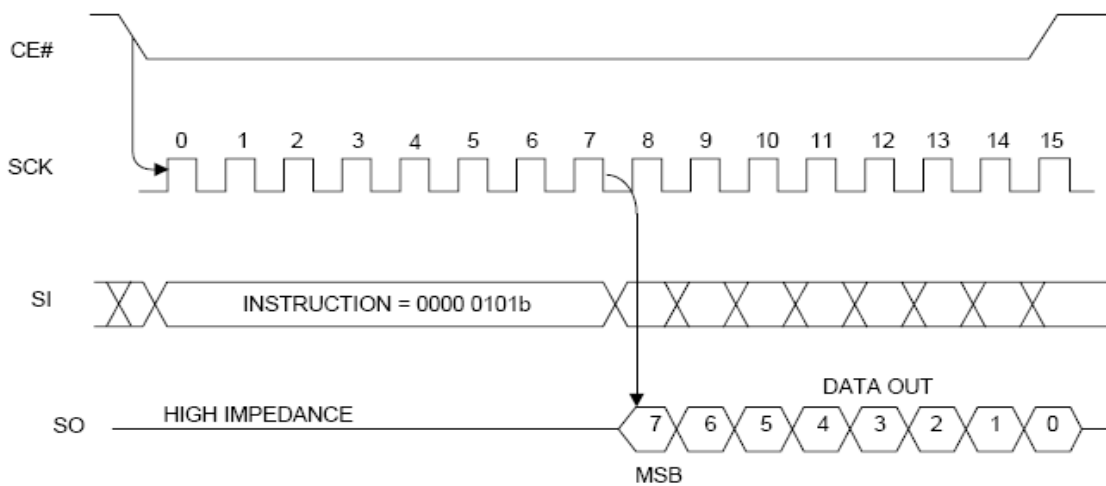 CE#
0 1 2 3 4 5 6 7 8 9 10 11 12 13 14 15
SCK
SI INSTRUCTION = 0000 0101b
DATA OUT
HIGH IMPEDANCE
SO 7 6 5 4 3 2 1 0
MSB